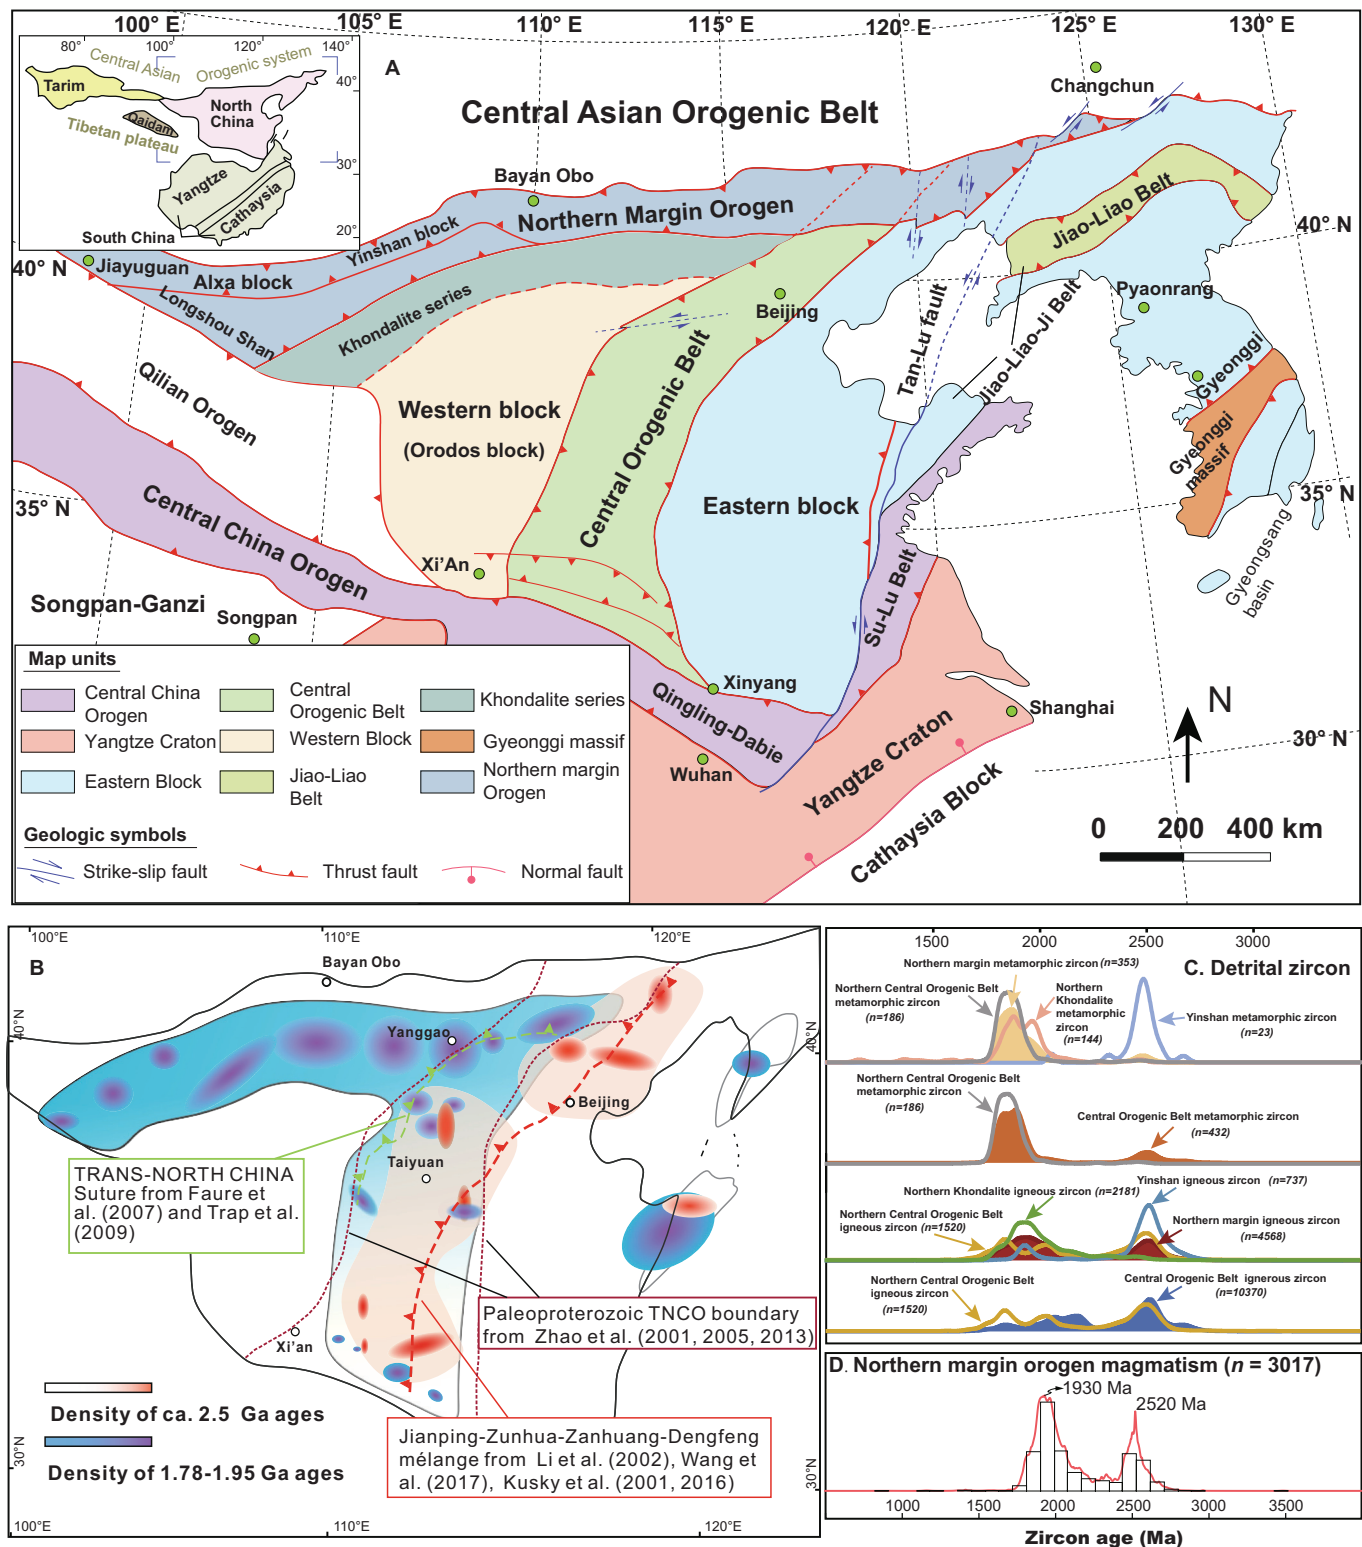 100° E
105° E
110° E
115° E
120° E
125° E
130° E
80°
100°
120°
140°
Central Asian
Orogenic system
40°
Tarim
North
China
Qaidam
Tibetan plateau
30°
Yangtze
Cathaysia
20°
South China
A
Central Asian Orogenic Belt
Changchun
Bayan Obo
Northern Margin Orogen
Yinshan block
Jiao-Liao Belt
40° N
40° N
Jiayuguan
Alxa block
Longshou Shan
Khondalite series
Beijing
Pyaonrang
Tan-Lu fault
Jiao-Liao-Ji Belt
Qilian Orogen
Western block
(Orodos block)
Central Orogenic Belt
Gyeonggi
Gyeonggi
massif
Eastern block
35° N
35° N
Central China Orogen
Xi'An
Gyeongsang
basin
Su-Lu Belt
Songpan-Ganzi
Songpan
Xinyang
Qingling-Dabie
Shanghai
Wuhan
Yangtze Craton
Cathaysia Block
N
30° N
0 200 400 km
Map units
Central China
Orogen
Central
Orogenic Belt
Khondalite series
Yangtze Craton
Western Block
Gyeonggi massif
Eastern Block
Jiao-Liao
Belt
Northern margin
Orogen
Geologic symbols
Strike-slip fault
Thrust fault
Normal fault
100°E
110°E
120°E
B
Bayan Obo
40°N
40°N
Yanggao
Beijing
Taiyuan
TRANS-NORTH CHINA
Suture from Faure et
al. (2007) and Trap et al.
(2009)
Paleoproterozoic TNCO boundary
from Zhao et al. (2001, 2005, 2013)
Xi'an
Density of ca. 2.5 Ga ages
Density of 1.78-1.95 Ga ages
Jianping-Zunhua-Zanhuang-Dengfeng
mélange from Li et al. (2002), Wang et
al. (2017), Kusky et al. (2001, 2016)
30°N
30°N
100°E
110°E
120°E
1500 2000 2500 3000
C. Detrital zircon
Northern margin metamorphic zircon (n=353)
Northern Central Orogenic Belt
metamorphic zircon
(n=186)
Northern
Khondalite
metamorphic
zircon
(n=144)
Yinshan metamorphic zircon
(n=23)
Northern Central Orogenic Belt
metamorphic zircon
(n=186)
Central Orogenic Belt metamorphic zircon
(n=432)
Northern Khondalite igneous zircon (n=2181)
Yinshan igneous zircon (n=737)
Northern Central Orogenic Belt
igneous zircon (n=1520)
Northern margin igneous zircon
(n=4568)
Northern Central Orogenic Belt
igneous zircon
(n=1520)
Central Orogenic Belt ignerous zircon
(n=10370)
D. Northern margin orogen magmatism (n = 3017)
1930 Ma
2520 Ma
1000 1500 2000 2500 3000 3500
Zircon age (Ma)